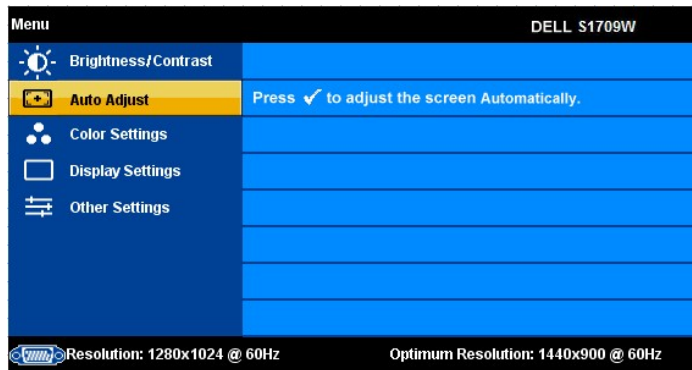 Menu DELL S1709W
Brightness/Contrast
Auto Adjust Press ✓ to adjust the screen Automatically.
Color Settings
Display Settings
Other Settings
Resolution: 1280x1024 @ 60Hz Optimum Resolution: 1440x900 @ 60Hz